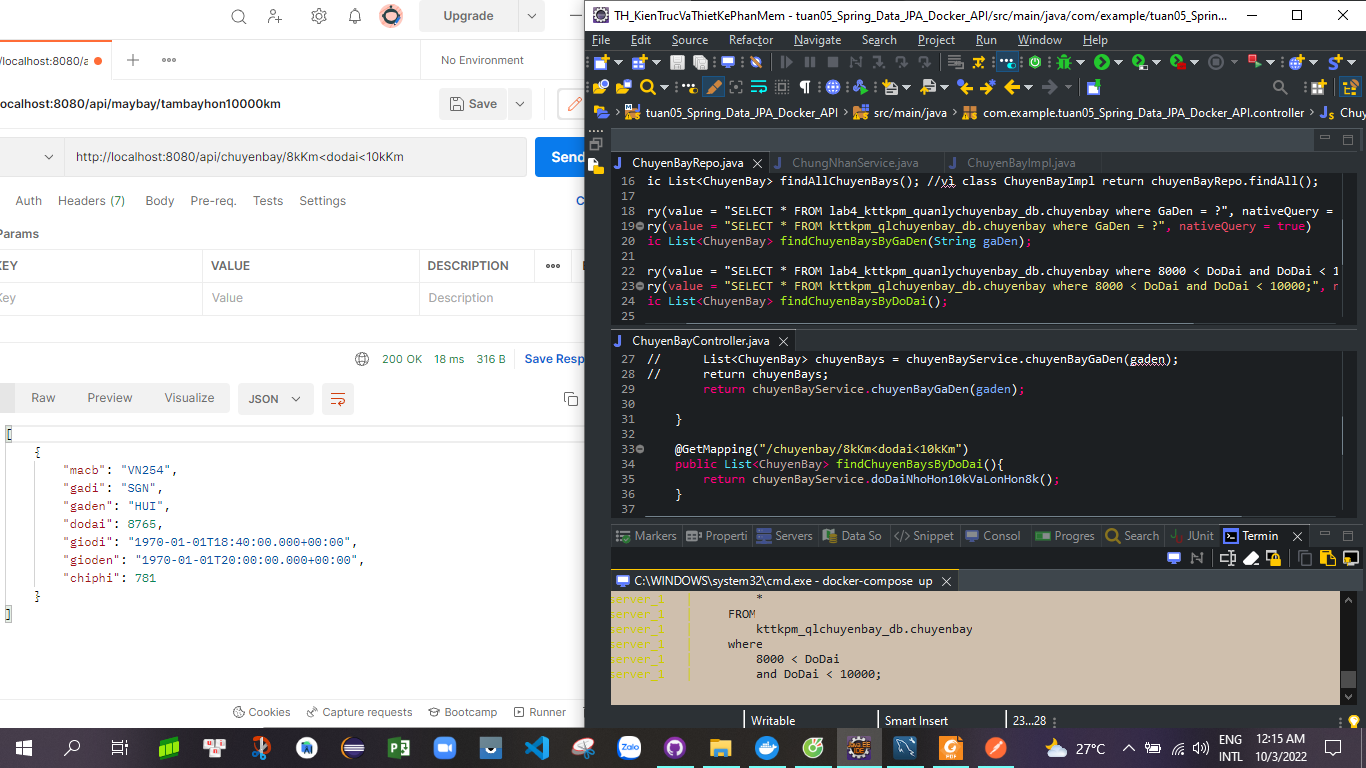 Upgrade
localhost:8080/a
No Environment
ocalhost:8080/api/maybay/tambayhon10000km
Save
http://localhost:8080/api/chuyenbay/8kKm<dodai<10kKm
Send
Auth
Headers (7)
Body
Pre-req.
Tests
Settings
C
Params
KEY
VALUE
DESCRIPTION
Key
Value
Description
200 OK
18 ms
316 B
Save Resp
Raw
Preview
Visualize
JSON
[
{
"macb": "VN254",
"gadi": "SGN",
"gaden": "HUI",
"dodai": 8765,
"giodi": "1970-01-01T18:40:00.000+00:00",
"gioden": "1970-01-01T20:00:00.000+00:00",
"chiphi": 781
}
]
Cookies
Capture requests
Bootcamp
Runner
TH_KienTrucVaThietKePhanMem - tuan05_Spring_Data_JPA_Docker_API/src/main/java/com/example/tuan05_Spring_...
File Edit Source Refactor Navigate Search Project Run Window Help
tuan05_Spring_Data_JPA_Docker_API
src/main/java
com.example.tuan05_Spring_Data_JPA_Docker_API.controller
Chuy
ChuyenBayRepo.java
ChungNhanService.java
ChuyenBayImpl.java
16 ic List<ChuyenBay> findAllChuyenBays(); //vì class ChuyenBayImpl return chuyenBayRepo.findAll();
17
18 ry(value = "SELECT * FROM lab4_kttkpm_quanlychuyenbay_db.chuyenbay where GaDen = ?", nativeQuery =
19 ry(value = "SELECT * FROM kttkpm_qlchuyenbay_db.chuyenbay where GaDen = ?", nativeQuery = true)
20 ic List<ChuyenBay> findChuyenBaysByGaDen(String gaDen);
21
22 ry(value = "SELECT * FROM lab4_kttkpm_quanlychuyenbay_db.chuyenbay where 8000 < DoDai and DoDai < 1
23 ry(value = "SELECT * FROM kttkpm_qlchuyenbay_db.chuyenbay where 8000 < DoDai and DoDai < 10000;", n
24 ic List<ChuyenBay> findChuyenBaysByDoDai();
25
ChuyenBayController.java
27 // List<ChuyenBay> chuyenBays = chuyenBayService.chuyenBayGaDen(gaden);
28 // return chuyenBays;
29 return chuyenBayService.chuyenBayGaDen(gaden);
30
31 }
32
33 @GetMapping("/chuyenbay/8kKm<dodai<10kKm")
34 public List<ChuyenBay> findChuyenBaysByDoDai(){
35 return chuyenBayService.doDaiNhoHon10kVaLonHon8k();
36 }
37
Markers
Properti
Servers
Data So
Snippet
Consol
Progres
Search
JUnit
Termin
C:\WINDOWS\system32\cmd.exe - docker-compose up
server_1 | *
server_1 | FROM
server_1 | kttkpm_qlchuyenbay_db.chuyenbay
server_1 | where
server_1 | 8000 < DoDai
server_1 | and DoDai < 10000;
Writable
Smart Insert
23...28
Zalo
27°C
ENG
INTL
12:15 AM
10/3/2022